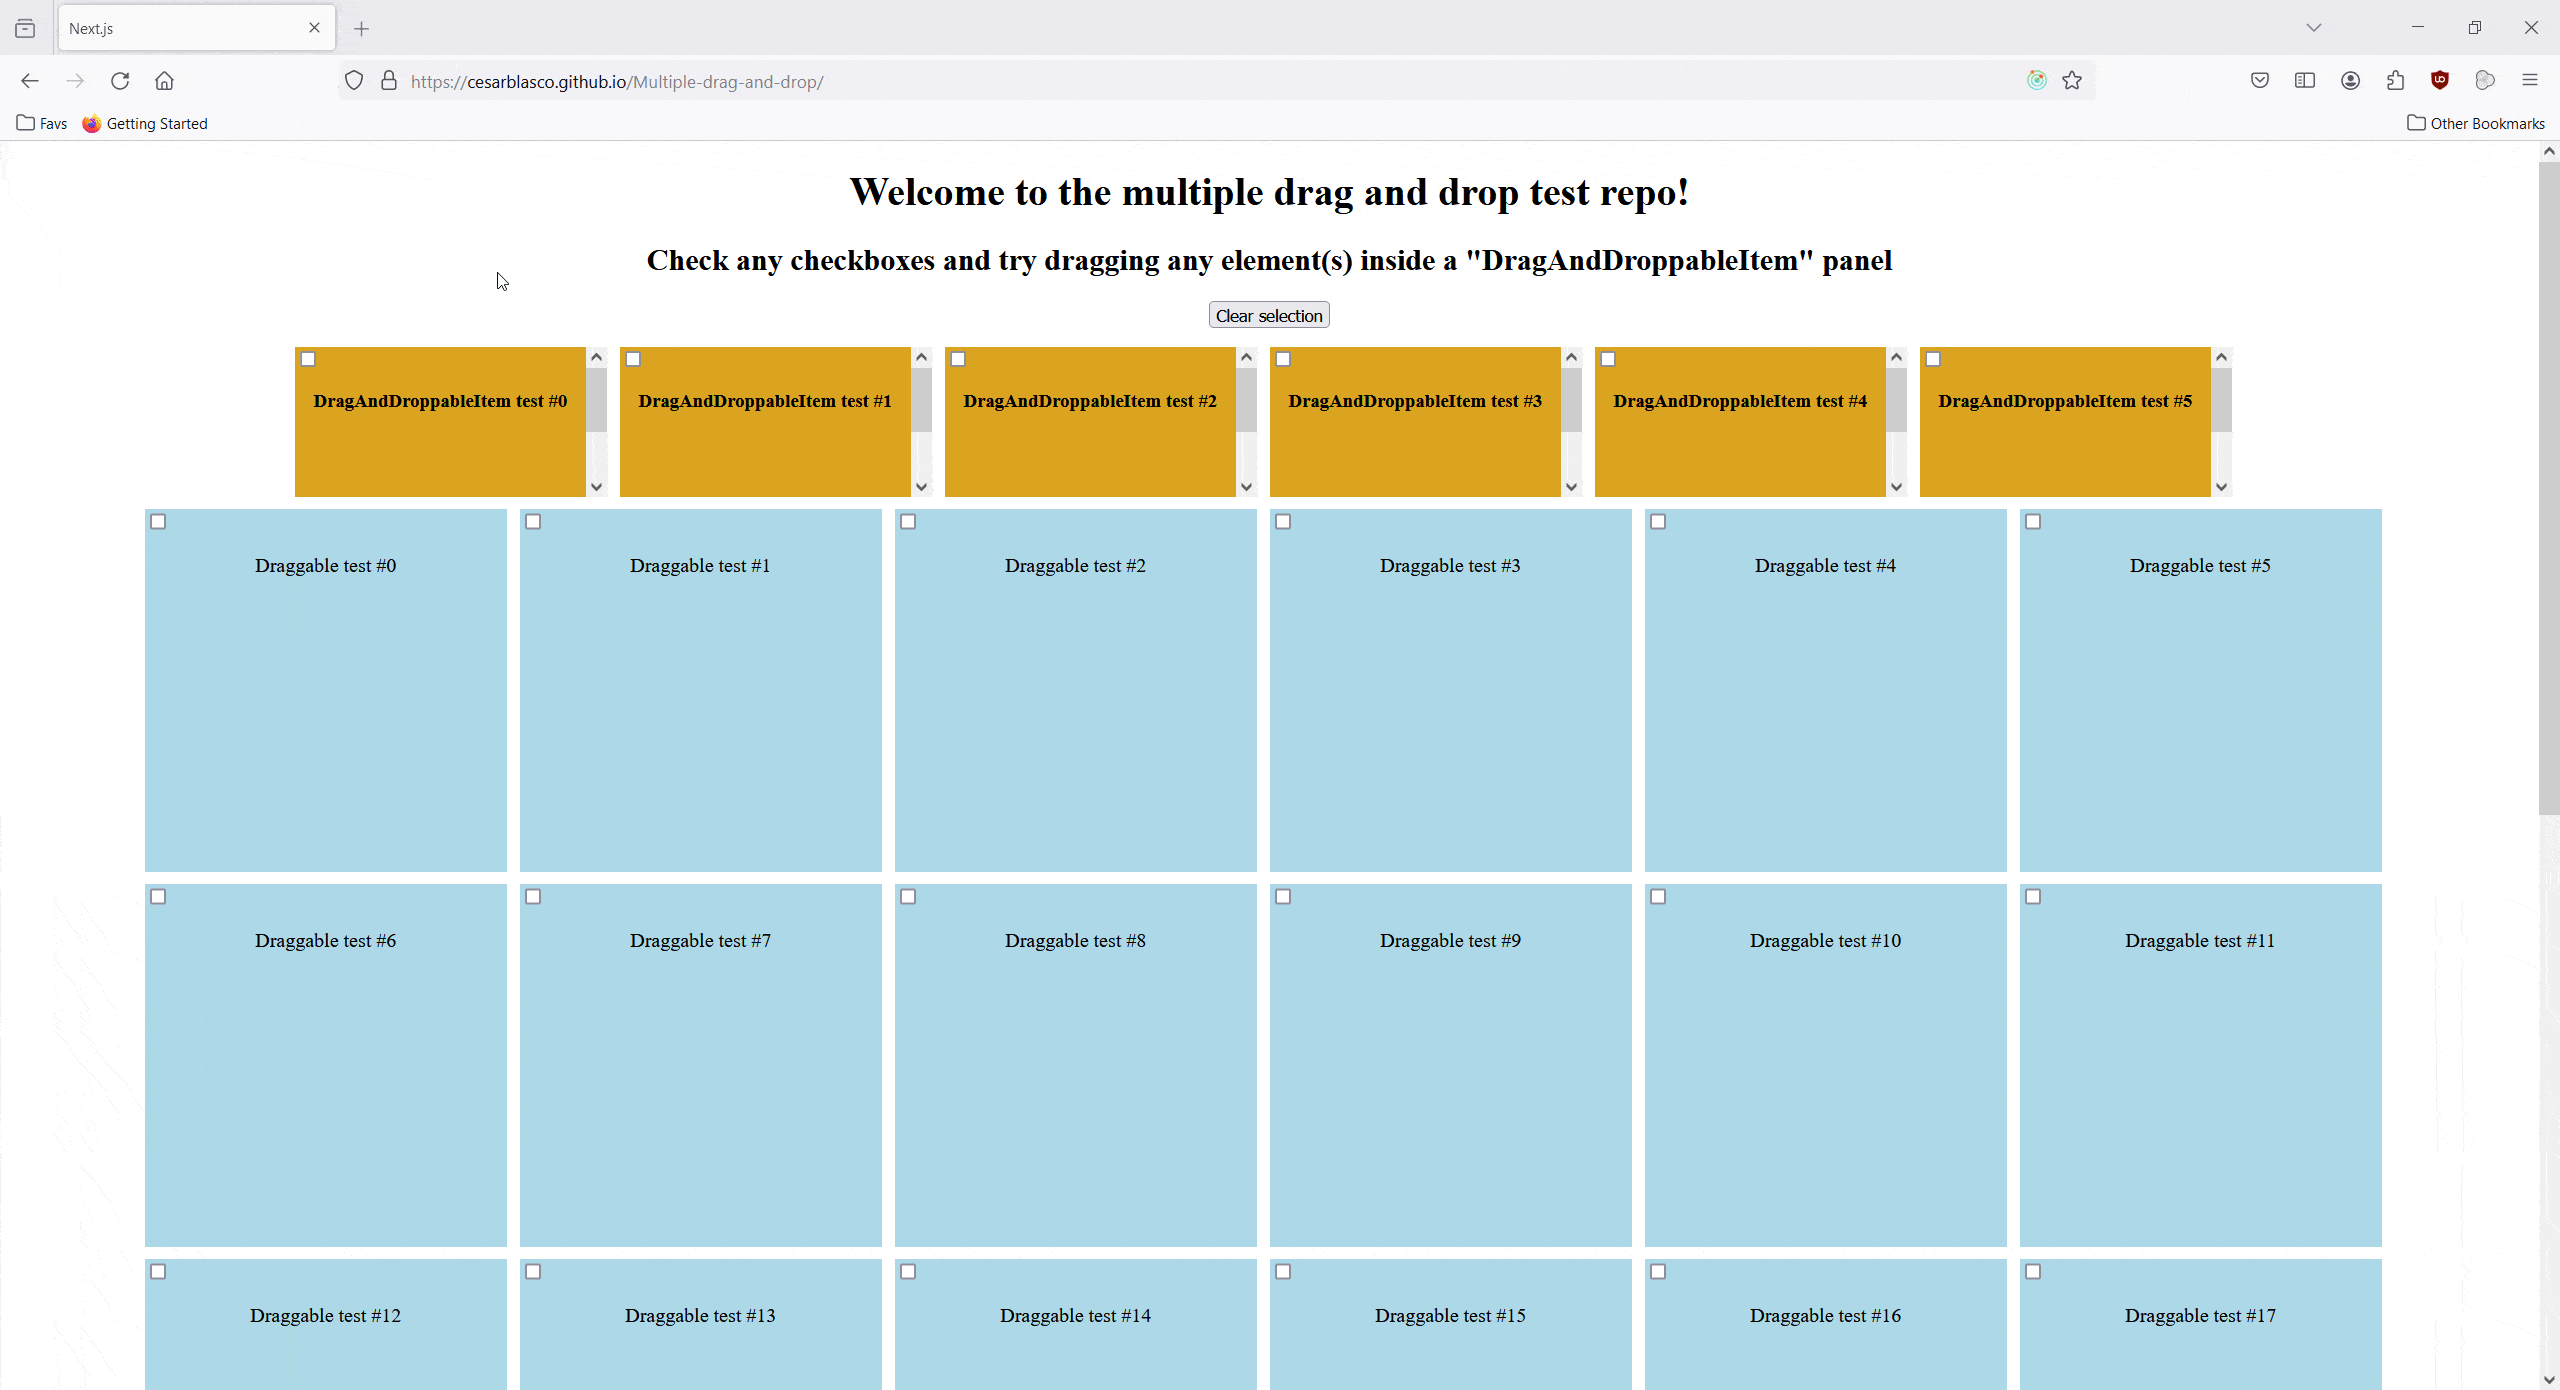 Next.js
https://cesarblasco.github.io/Multiple-drag-and-drop/
Favs Getting Started Other Bookmarks
Welcome to the multiple drag and drop test repo!
Check any checkboxes and try dragging any element(s) inside a "DragAndDroppableItem" panel
Clear selection
DragAndDroppableItem test #0 DragAndDroppableItem test #1 DragAndDroppableItem test #2 DragAndDroppableItem test #3 DragAndDroppableItem test #4 DragAndDroppableItem test #5
Draggable test #0 Draggable test #1 Draggable test #2 Draggable test #3 Draggable test #4 Draggable test #5
Draggable test #6 Draggable test #7 Draggable test #8 Draggable test #9 Draggable test #10 Draggable test #11
Draggable test #12 Draggable test #13 Draggable test #14 Draggable test #15 Draggable test #16 Draggable test #17